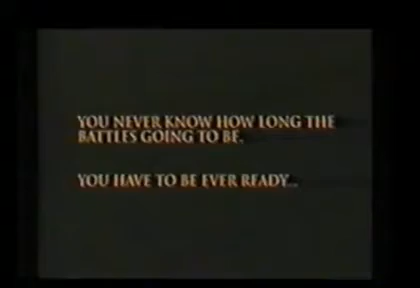 YOU NEVER KNOW HOW LONG THE
BATTLES GOING TO BE.
YOU HAVE TO BE EVER READY...